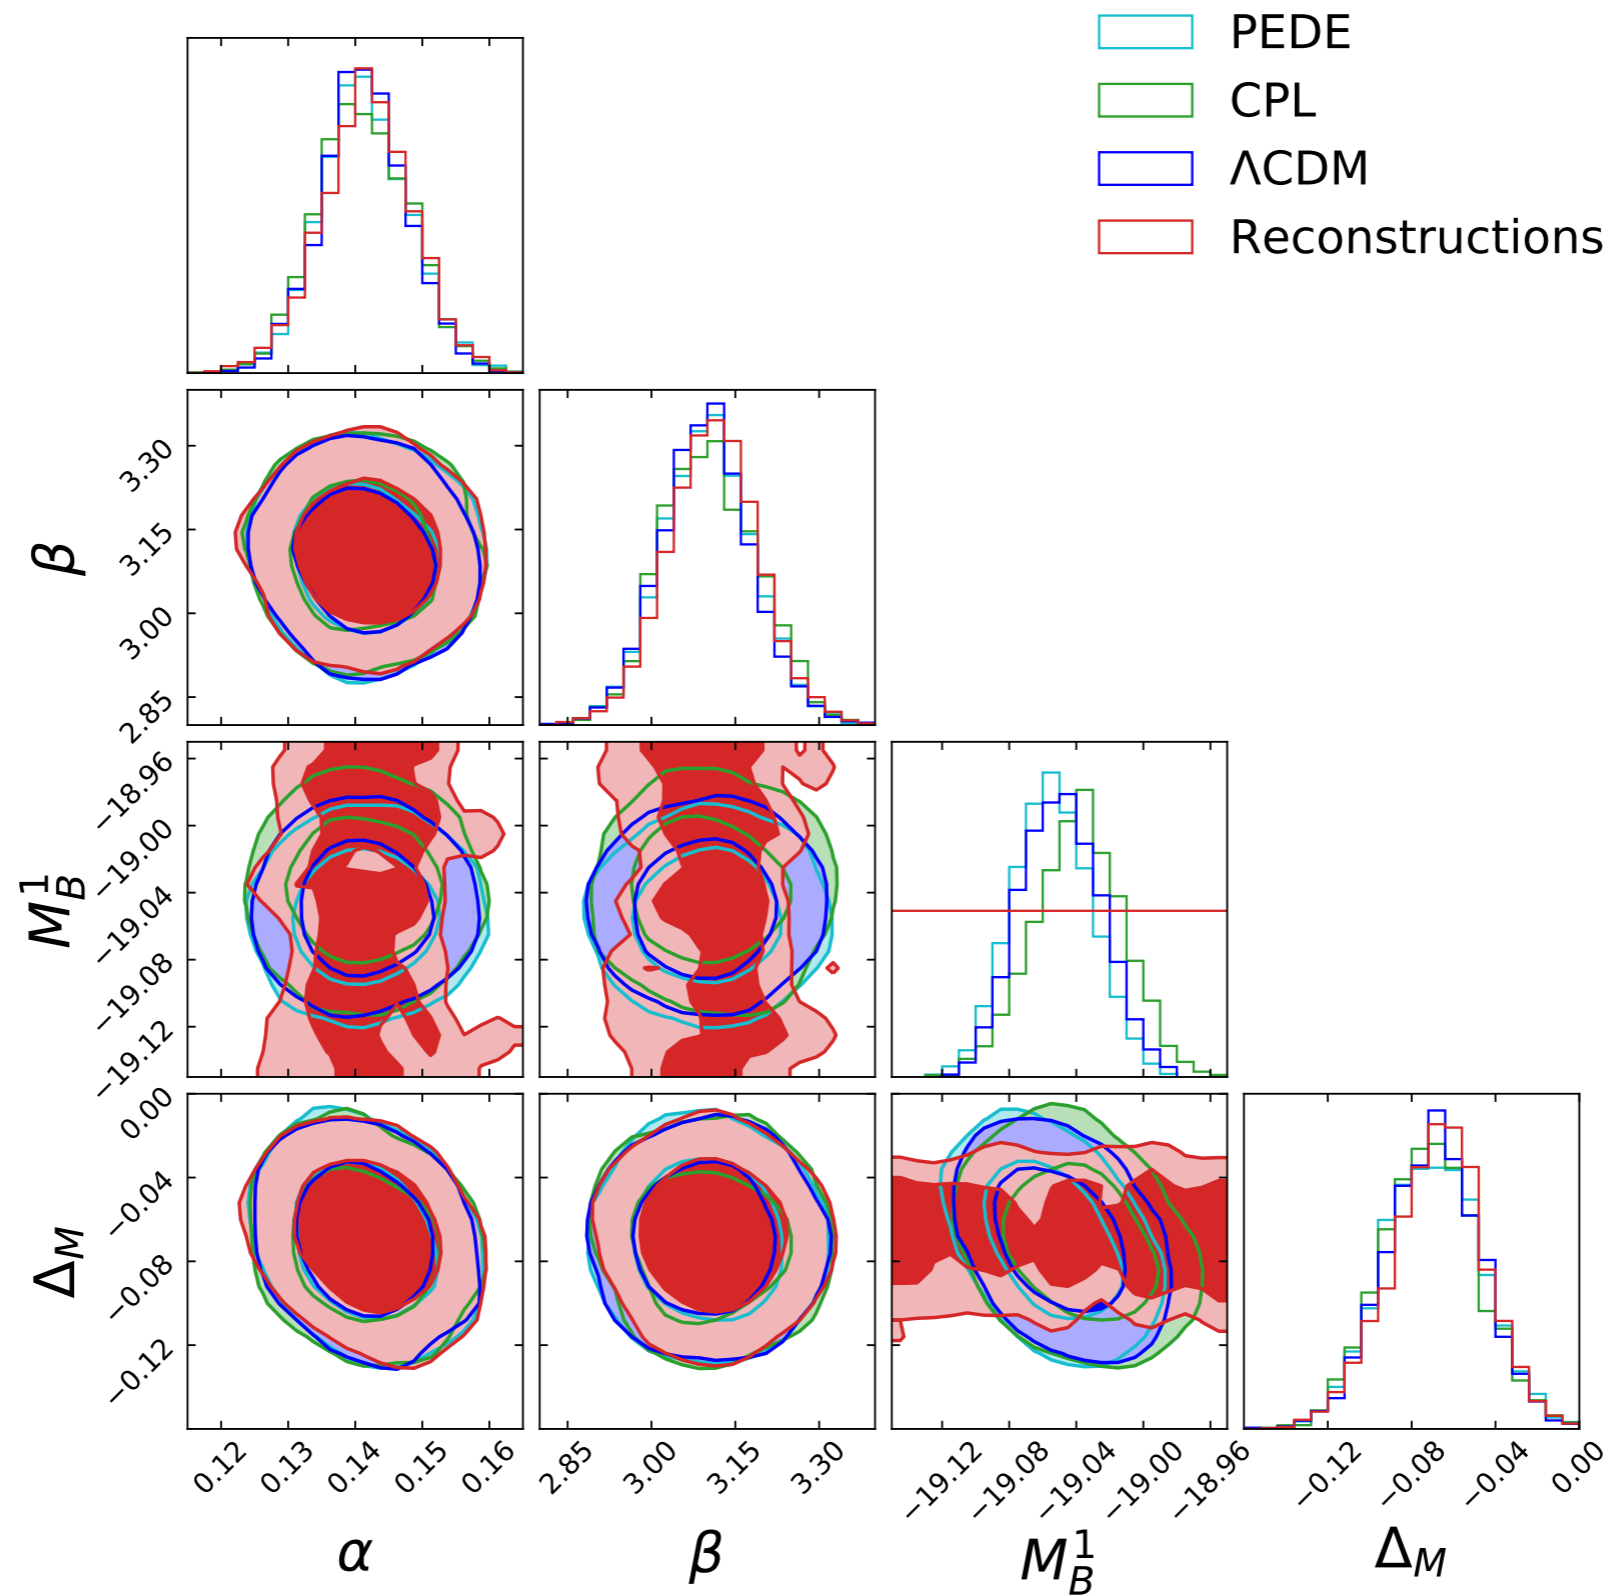 PEDE
CPL
ΛCDM
Reconstructions
β
3.30
3.15
3.00
2.85
M_B^1
−18.96
−19.00
−19.04
−19.08
−19.12
Δ_M
0.00
−0.04
−0.08
−0.12
0.12 0.13 0.14 0.15 0.16 2.85 3.00 3.15 3.30 −19.12 −19.08 −19.04 −19.00 −18.96 −0.12 −0.08 −0.04 0.00
α β M_B^1 Δ_M